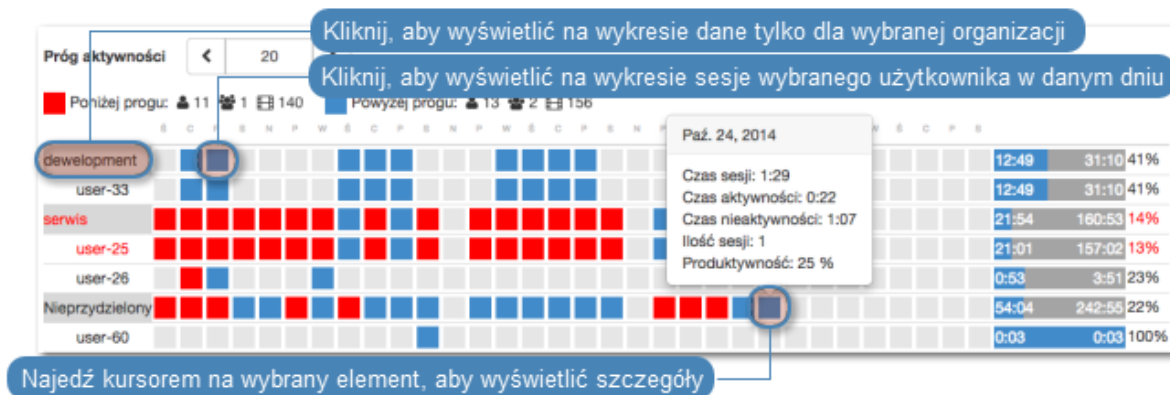 Kliknij, aby wyświetlić na wykresie dane tylko dla wybranej organizacji
Próg aktywności 20
Kliknij, aby wyświetlić na wykresie sesje wybranego użytkownika w danym dniu
Poniżej progu: 11 1 140 Powyżej progu: 13 2 156
Ś C P S N P W Ś C P S N P W Ś C P S N P W Ś C P S
Paź. 24, 2014
Czas sesji: 1:29
Czas aktywności: 0:22
Czas nieaktywności: 1:07
Ilość sesji: 1
Produktywność: 25 %
dewelopment 12:49 31:10 41%
user-33 12:49 31:10 41%
serwis 21:54 160:53 14%
user-25 21:01 157:02 13%
user-26 0:53 3:51 23%
Nieprzydzielony 54:04 242:55 22%
user-60 0:03 0:03 100%
Najedź kursorem na wybrany element, aby wyświetlić szczegóły